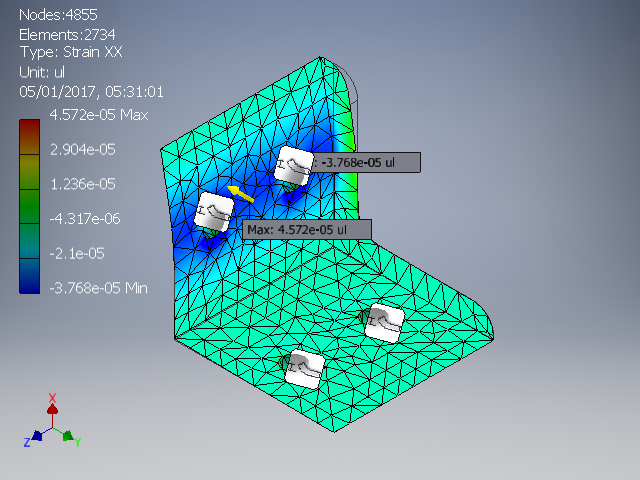 Nodes:4855
Elements:2734
Type: Strain XX
Unit: ul
05/01/2017, 05:31:01
4.572e-05 Max
2.904e-05
1.236e-05
-4.317e-06
-2.1e-05
-3.768e-05 Min
: -3.768e-05 ul
Max: 4.572e-05 ul
X
Z
Y